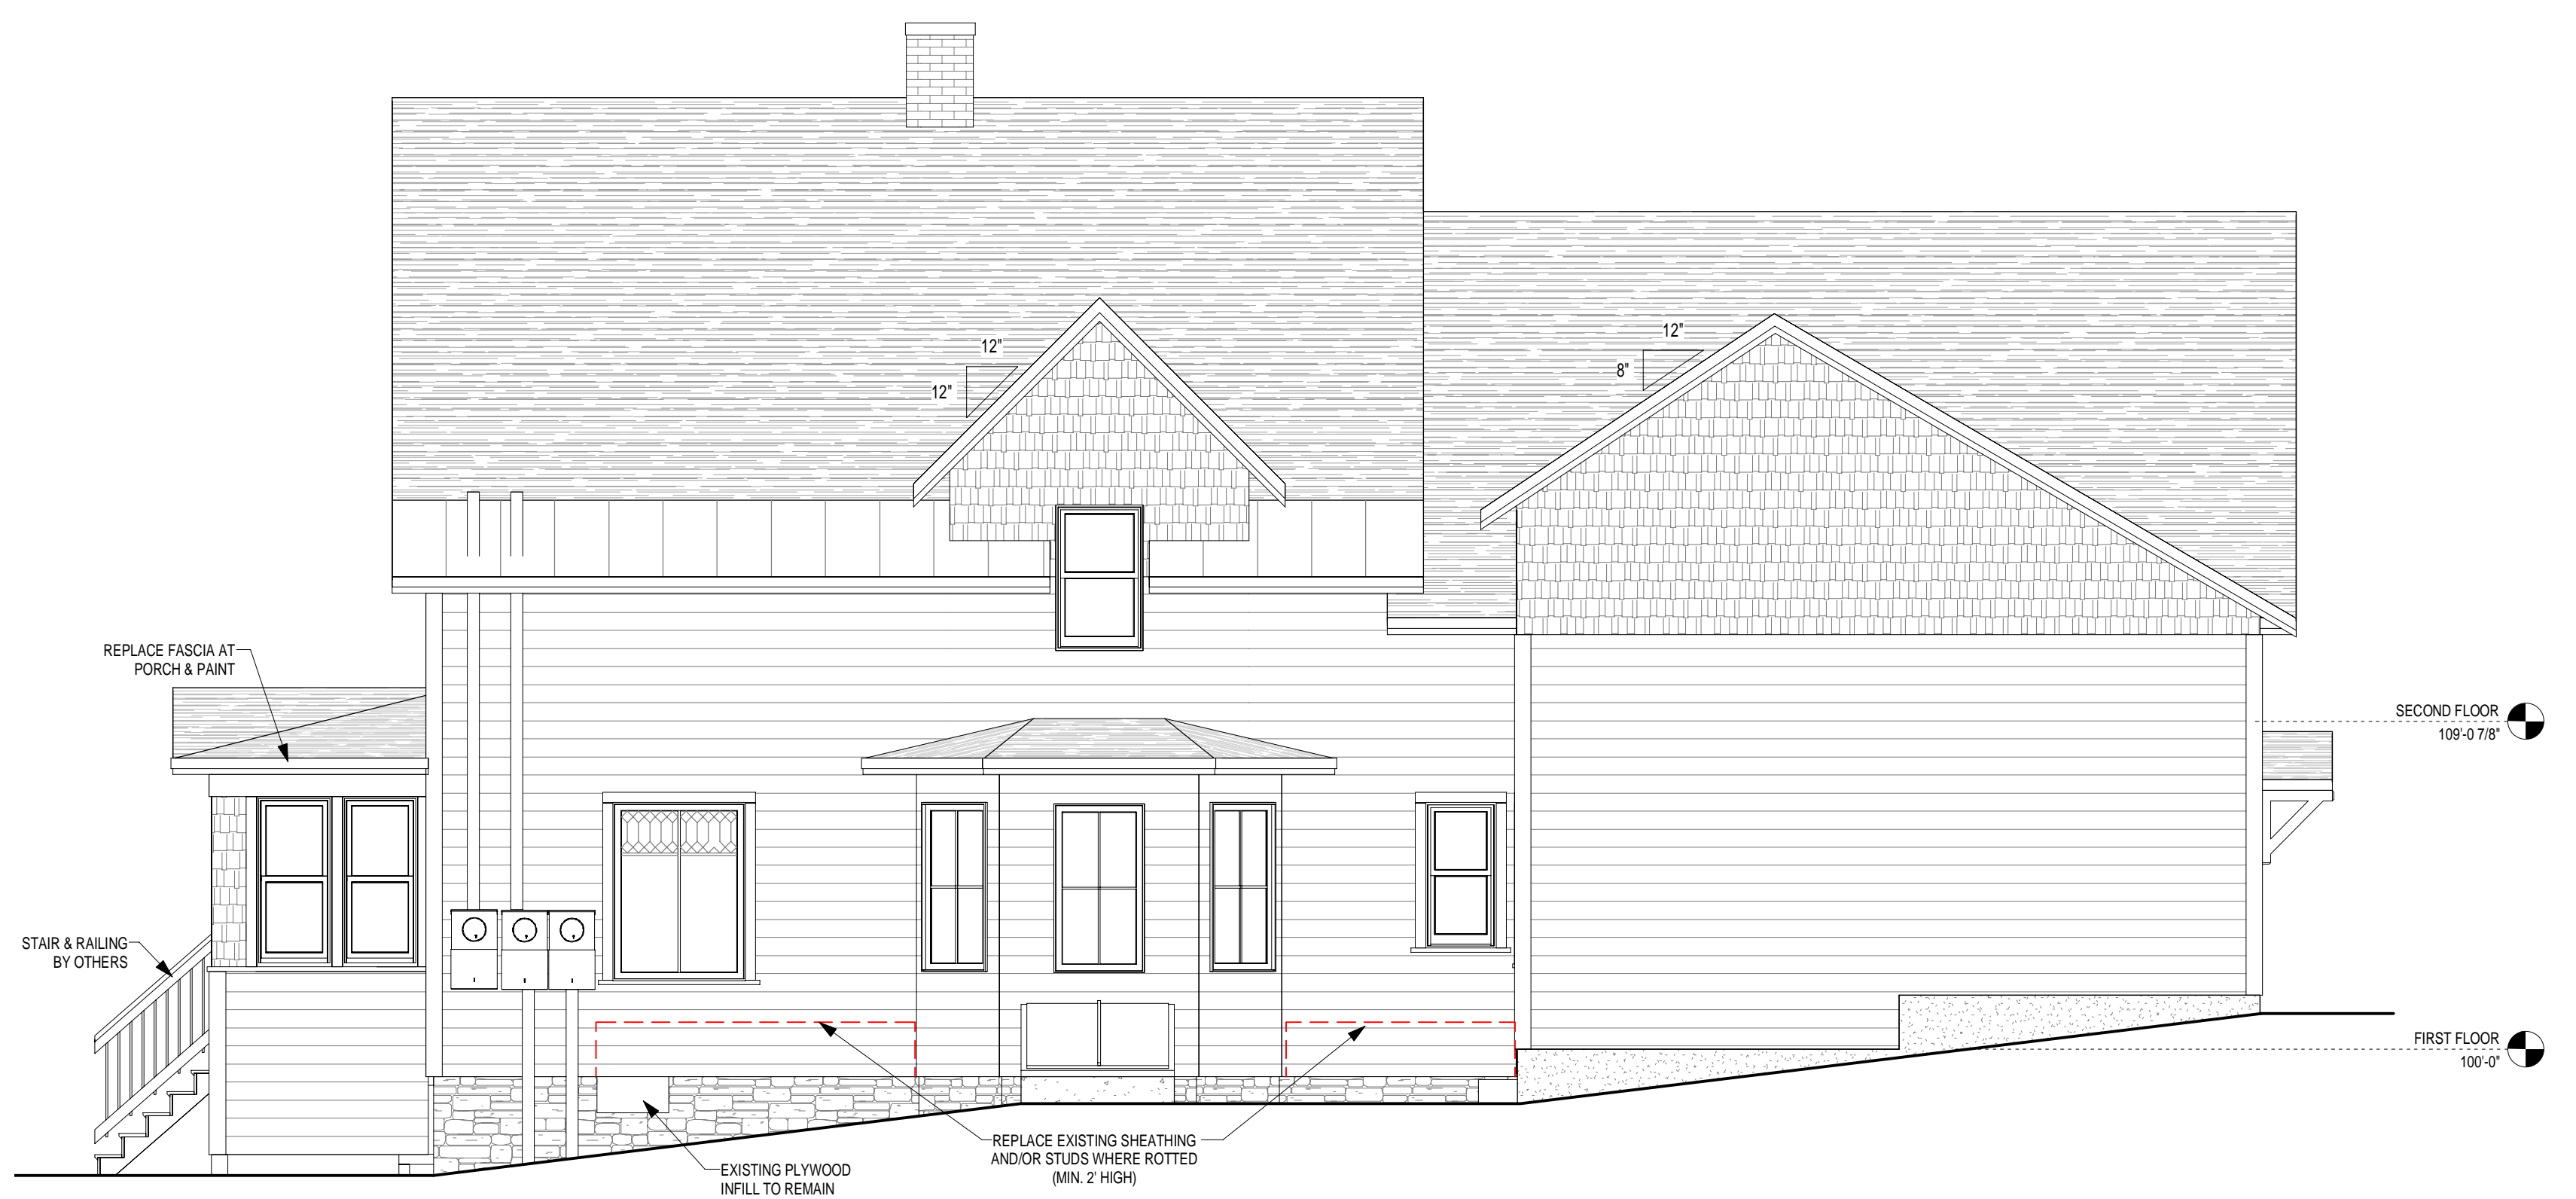 12"
12"
12"
8"
REPLACE FASCIA AT
PORCH & PAINT
SECOND FLOOR
109'-0 7/8"
STAIR & RAILING
BY OTHERS
FIRST FLOOR
100'-0"
REPLACE EXISTING SHEATHING
AND/OR STUDS WHERE ROTTED
(MIN. 2' HIGH)
EXISTING PLYWOOD
INFILL TO REMAIN